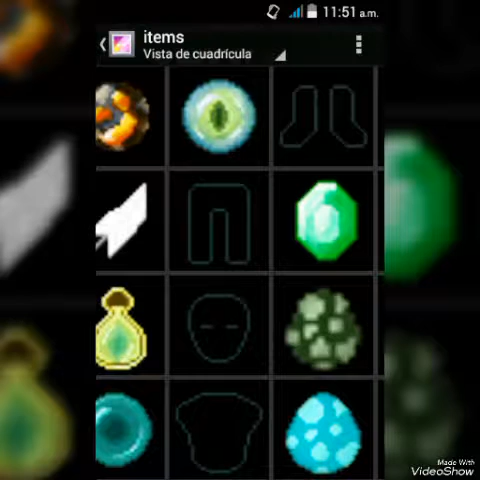 11:51 a.m.
items
Vista de cuadrícula
Made With
VideoShow